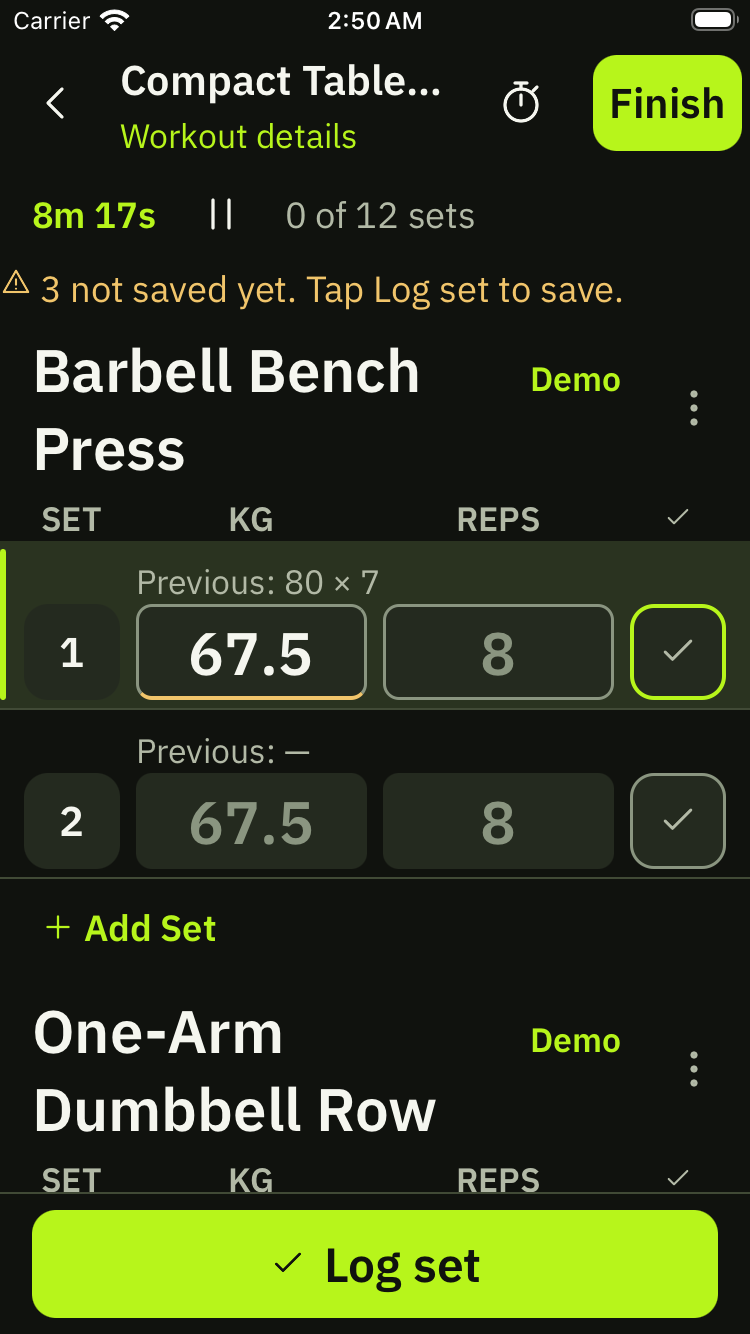 Carrier 2:50 AM
Compact Table...
Workout details
Finish
8m 17s 0 of 12 sets
3 not saved yet. Tap Log set to save.
Barbell Bench
Press
Demo
SET KG REPS
Previous: 80 × 7
1 67.5 8
Previous: —
2 67.5 8
+ Add Set
One-Arm
Dumbbell Row
Demo
SET KG REPS
Log set